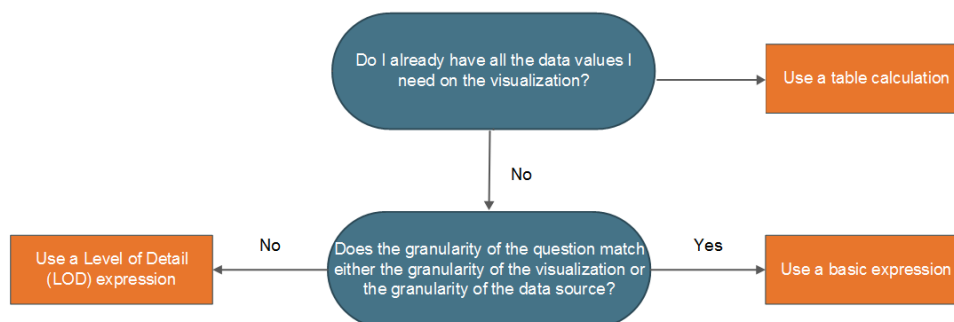 Do I already have all the data values I
need on the visualization?
Use a table calculation
No
Use a Level of Detail
(LOD) expression
No
Does the granularity of the question match
either the granularity of the visualization or
the granularity of the data source?
Yes
Use a basic expression